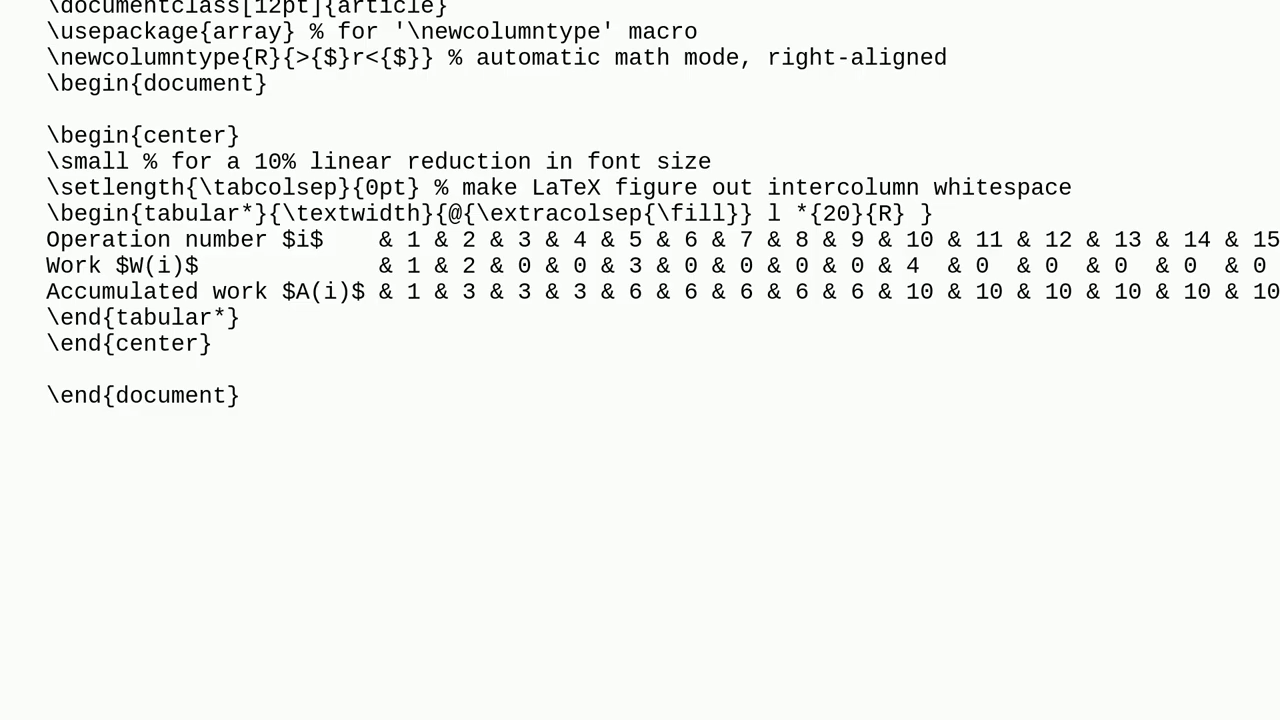 \documentclass[12pt]{article}
\usepackage{array} % for '\newcolumntype' macro
\newcolumntype{R}{>{$}r<{$}} % automatic math mode, right-aligned
\begin{document}
\begin{center}
\small % for a 10% linear reduction in font size
\setlength{\tabcolsep}{0pt} % make LaTeX figure out intercolumn whitespace
\begin{tabular*}{\textwidth}{@{\extracolsep{\fill}} l *{20}{R} }
Operation number $i$    & 1 & 2 & 3 & 4 & 5 & 6 & 7 & 8 & 9 & 10 & 11 & 12 & 13 & 14 & 15
Work $W(i)$             & 1 & 2 & 0 & 0 & 3 & 0 & 0 & 0 & 0 & 4  & 0  & 0  & 0  & 0  & 0
Accumulated work $A(i)$ & 1 & 3 & 3 & 3 & 6 & 6 & 6 & 6 & 6 & 10 & 10 & 10 & 10 & 10 & 10
\end{tabular*}
\end{center}
\end{document}